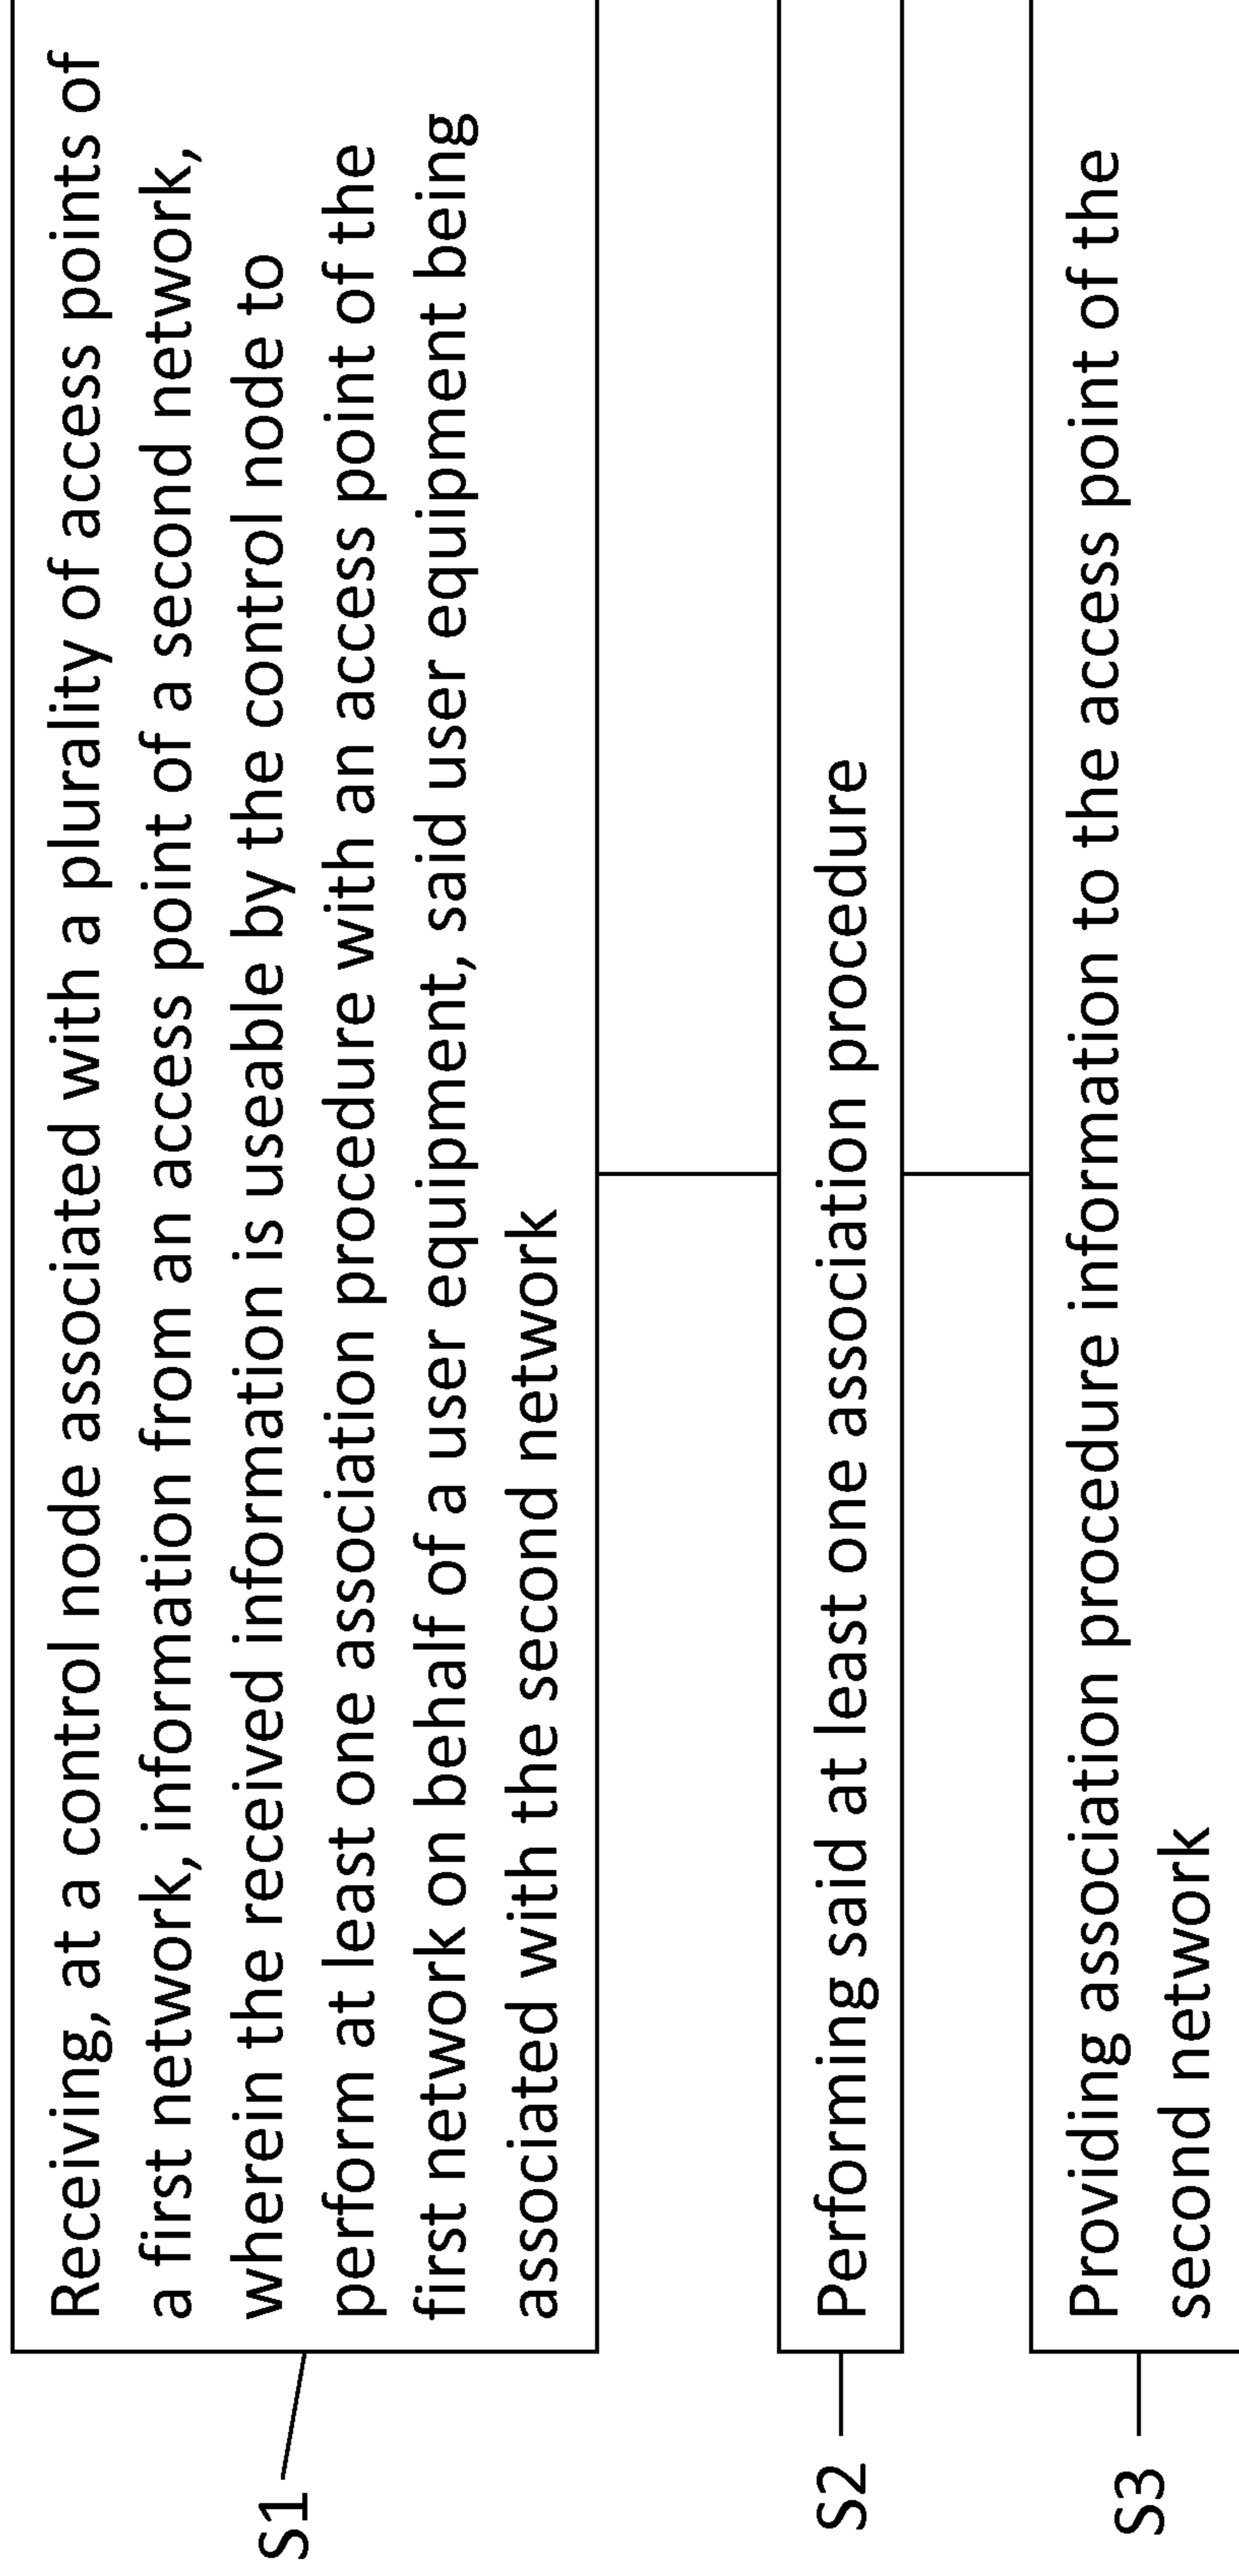 S1
Receiving, at a control node associated with a plurality of access points of
a first network, information from an access point of a second network,
wherein the received information is useable by the control node to
perform at least one association procedure with an access point of the
first network on behalf of a user equipment, said user equipment being
associated with the second network
S2
Performing said at least one association procedure
S3
Providing association procedure information to the access point of the
second network